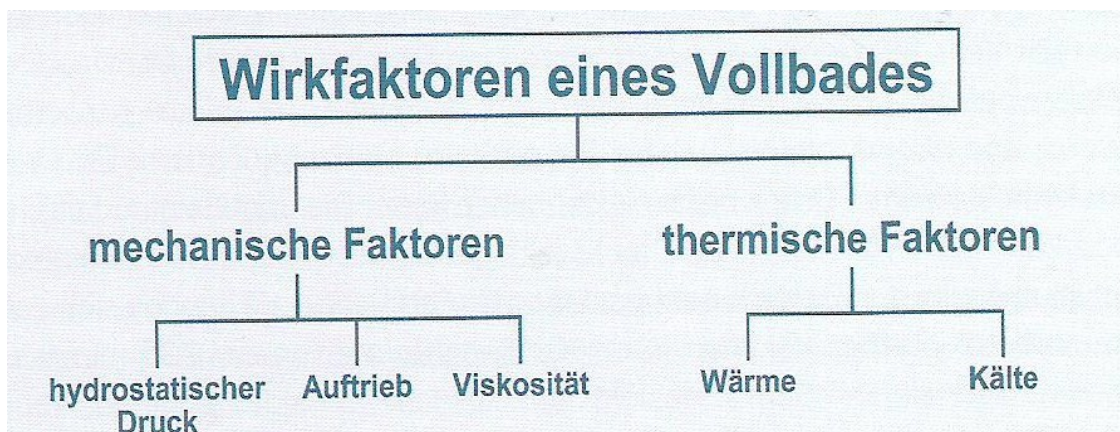 Wirkfaktoren eines Vollbades
mechanische Faktoren
thermische Faktoren
hydrostatischer
Druck
Auftrieb
Viskosität
Wärme
Kälte